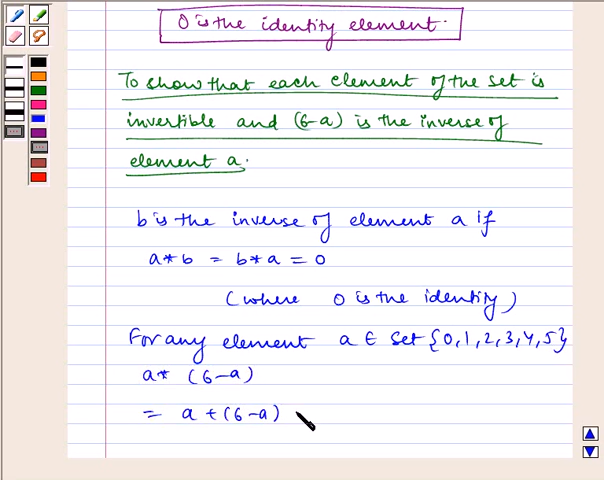 0 is the identity element.
To show that each element of the set is
invertible and (6-a) is the inverse of
element a.
b is the inverse of element a if
a * b = b * a = 0
(where 0 is the identity)
For any element a ∈ set {0,1,2,3,4,5}
a * (6-a)
= a + (6-a)